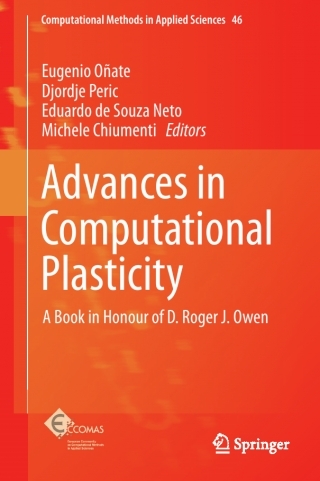 Computational Methods in Applied Sciences 46
Eugenio Oñate
Djordje Peric
Eduardo de Souza Neto
Michele Chiumenti Editors
Advances in
Computational
Plasticity
A Book in Honour of D. Roger J. Owen
ECCOMAS
Springer